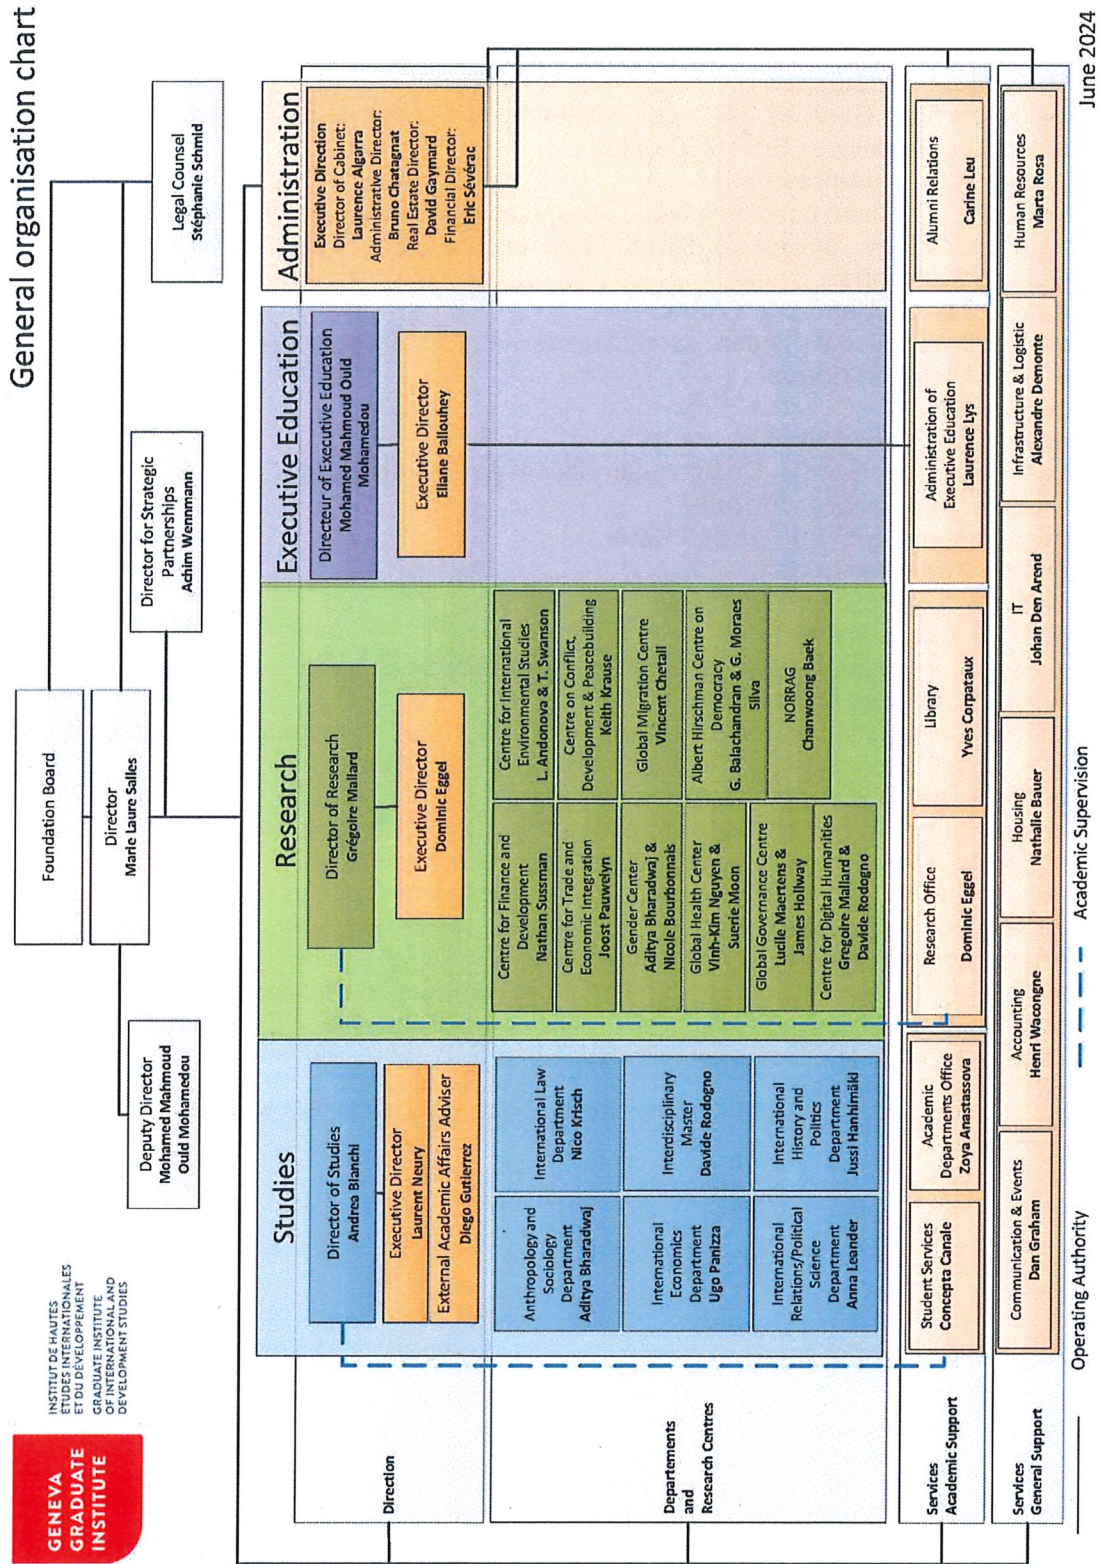 General organisation chart
GENEVA
GRADUATE
INSTITUTE
INSTITUT DE HAUTES
ÉTUDES INTERNATIONALES
ET DU DÉVELOPPEMENT
GRADUATE INSTITUTE
OF INTERNATIONAL AND
DEVELOPMENT STUDIES
Foundation Board
Director
Marie Laure Salles
Deputy Director
Mohamed Mahmoud
Ould Mohamedou
Director for Strategic
Partnerships
Achim Wennmann
Legal Counsel
Stéphanie Schmid
Studies
Research
Executive Education
Administration
Direction
Director of Studies
Andrea Bianchi
Executive Director
Laurent Neury
External Academic Affairs Adviser
Diego Gutierrez
Director of Research
Grégoire Mallard
Executive Director
Dominic Eggel
Directeur of Executive Education
Mohamed Mahmoud Ould
Mohamedou
Executive Director
Eliane Ballouhey
Executive Direction
Director of Cabinet:
Laurence Algarra
Administrative Director:
Bruno Chatagnat
Real Estate Director:
David Gaymard
Financial Director:
Eric Sévérac
Departements
and
Research Centres
Anthropology and
Sociology
Department
Aditya Bharadwaj
International Law
Department
Nico Krisch
International
Economics
Department
Ugo Panizza
Interdisciplinary
Master
Davide Rodogno
International
Relations/Political
Science
Department
Anna Leander
International
History and
Politics
Department
Jussi Hanhimäki
Centre for Finance and
Development
Nathan Sussman
Centre for International
Environmental Studies
L. Andonova & T. Swanson
Centre for Trade and
Economic Integration
Joost Pauwelyn
Centre on Conflict,
Development & Peacebuilding
Keith Krause
Gender Center
Aditya Bharadwaj &
Nicole Bourbonnais
Global Migration Centre
Vincent Chetail
Global Health Center
Vinh-Kim Nguyen &
Suerie Moon
Albert Hirschman Centre on
Democracy
G. Balachandran & G. Moraes
Silva
Global Governance Centre
Lucile Maertens &
James Hollway
NORRAG
Chanwoong Baek
Centre for Digital Humanities
Gregoire Mallard &
Davide Rodogno
Services
Academic Support
Student Services
Concepta Canale
Academic
Departments Office
Zoya Anastassova
Research Office
Dominic Eggel
Library
Yves Corpataux
Administration of
Executive Education
Laurence Lys
Alumni Relations
Carine Leu
Services
General Support
Communication & Events
Dan Graham
Accounting
Henri Wacongne
Housing
Nathalie Bauer
IT
Johan Den Arend
Infrastructure & Logistic
Alexandre Demonte
Human Resources
Marta Rosa
Operating Authority
Academic Supervision
June 2024